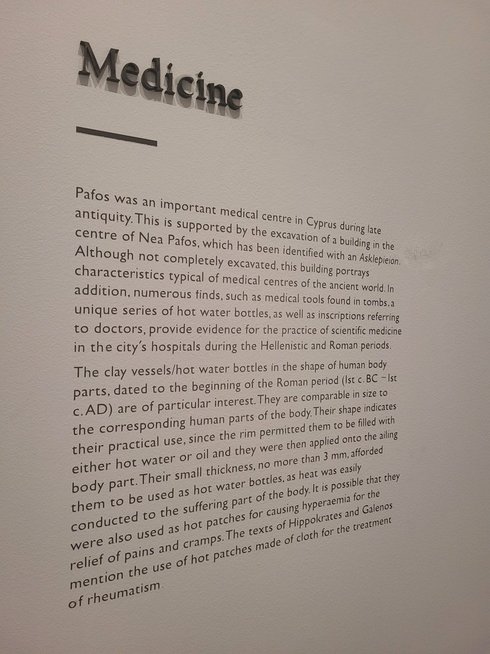 Medicine
Pafos was an important medical centre in Cyprus during late
antiquity. This is supported by the excavation of a building in the
centre of Nea Pafos, which has been identified with an Asklepieion.
Although not completely excavated, this building portrays
characteristics typical of medical centres of the ancient world. In
addition, numerous finds, such as medical tools found in tombs, a
unique series of hot water bottles, as well as inscriptions referring
to doctors, provide evidence for the practice of scientific medicine
in the city's hospitals during the Hellenistic and Roman periods.
The clay vessels/hot water bottles in the shape of human body
parts, dated to the beginning of the Roman period (1st c. BC – 1st
c. AD) are of particular interest. They are comparable in size to
the corresponding human parts of the body. Their shape indicates
their practical use, since the rim permitted them to be filled with
either hot water or oil and they were then applied onto the ailing
body part. Their small thickness, no more than 3 mm, afforded
them to be used as hot water bottles, as heat was easily
conducted to the suffering part of the body. It is possible that they
were also used as hot patches for causing hyperaemia for the
relief of pains and cramps. The texts of Hippokrates and Galenos
mention the use of hot patches made of cloth for the treatment
of rheumatism.